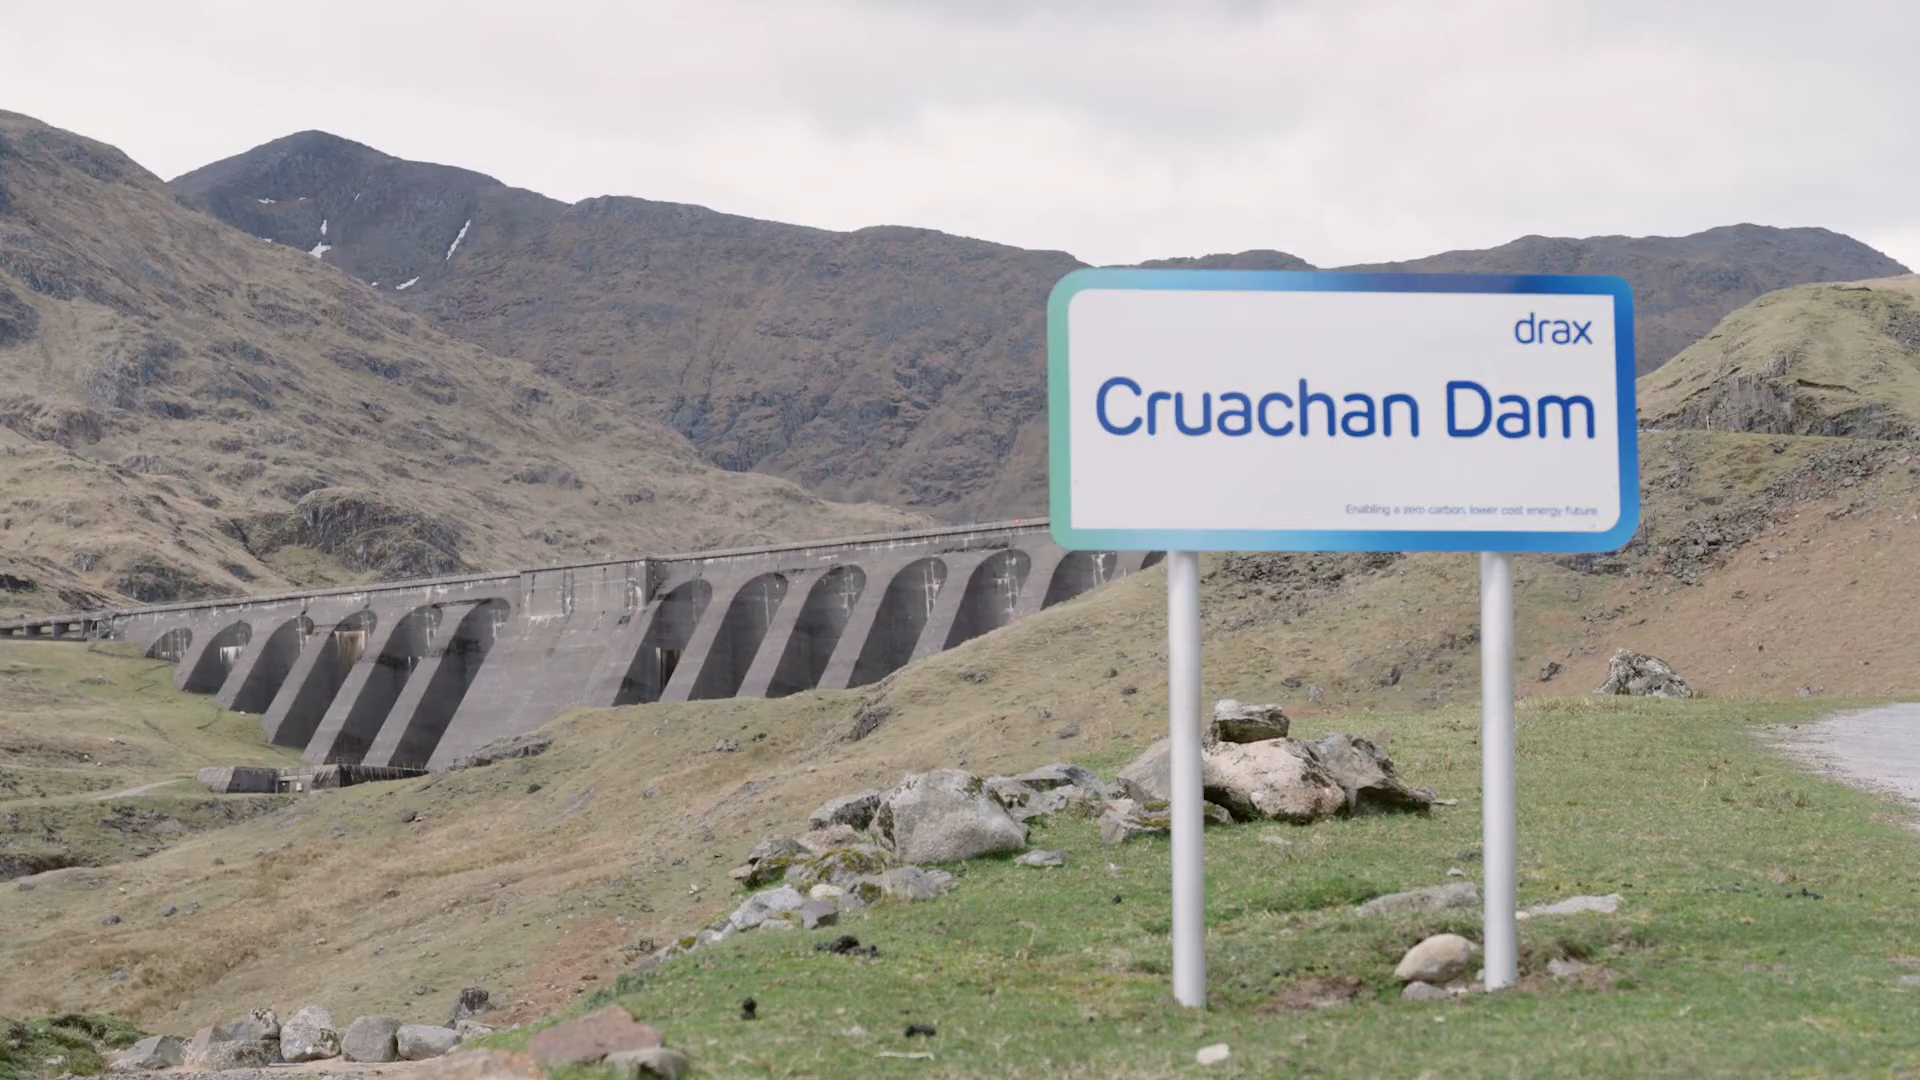 drax
Cruachan Dam
Enabling a zero carbon, lower cost energy future